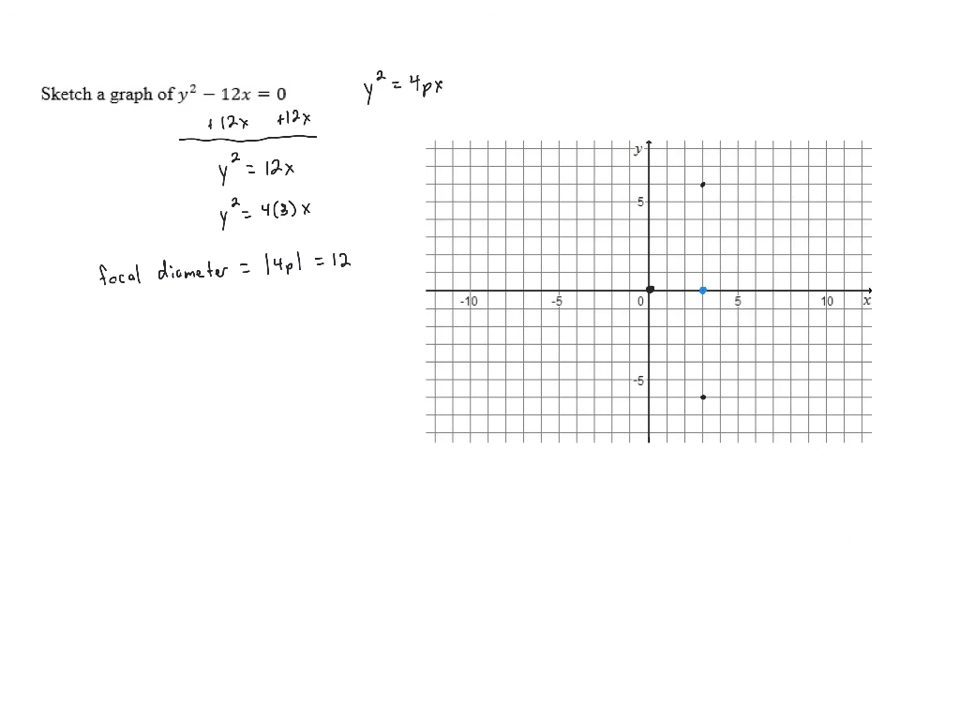 Sketch a graph of y² − 12x = 0
y² = 4px
+12x +12x
y² = 12x
y² = 4(3)x
focal diameter = |4p| = 12
y
5
-10 -5 0 5 10 x
-5